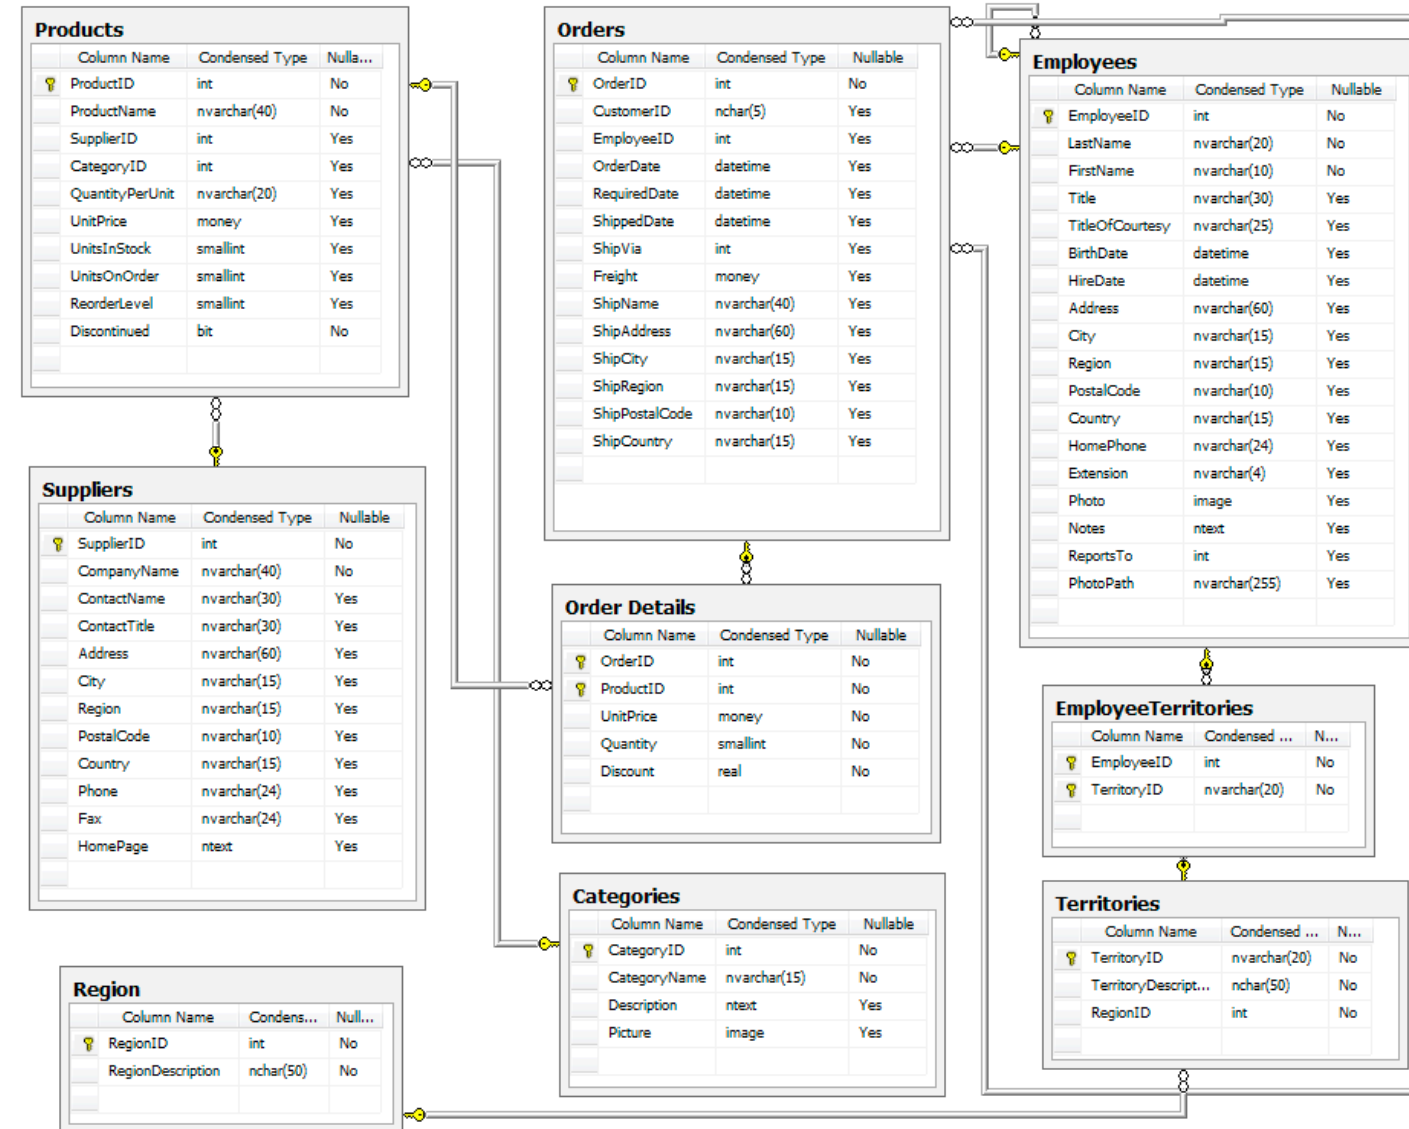 Products
Column Name Condensed Type Nulla...
ProductID int No
ProductName nvarchar(40) No
SupplierID int Yes
CategoryID int Yes
QuantityPerUnit nvarchar(20) Yes
UnitPrice money Yes
UnitsInStock smallint Yes
UnitsOnOrder smallint Yes
ReorderLevel smallint Yes
Discontinued bit No
Suppliers
Column Name Condensed Type Nullable
SupplierID int No
CompanyName nvarchar(40) No
ContactName nvarchar(30) Yes
ContactTitle nvarchar(30) Yes
Address nvarchar(60) Yes
City nvarchar(15) Yes
Region nvarchar(15) Yes
PostalCode nvarchar(10) Yes
Country nvarchar(15) Yes
Phone nvarchar(24) Yes
Fax nvarchar(24) Yes
HomePage ntext Yes
Region
Column Name Condens... Null...
RegionID int No
RegionDescription nchar(50) No
Orders
Column Name Condensed Type Nullable
OrderID int No
CustomerID nchar(5) Yes
EmployeeID int Yes
OrderDate datetime Yes
RequiredDate datetime Yes
ShippedDate datetime Yes
ShipVia int Yes
Freight money Yes
ShipName nvarchar(40) Yes
ShipAddress nvarchar(60) Yes
ShipCity nvarchar(15) Yes
ShipRegion nvarchar(15) Yes
ShipPostalCode nvarchar(10) Yes
ShipCountry nvarchar(15) Yes
Order Details
Column Name Condensed Type Nullable
OrderID int No
ProductID int No
UnitPrice money No
Quantity smallint No
Discount real No
Categories
Column Name Condensed Type Nullable
CategoryID int No
CategoryName nvarchar(15) No
Description ntext Yes
Picture image Yes
Employees
Column Name Condensed Type Nullable
EmployeeID int No
LastName nvarchar(20) No
FirstName nvarchar(10) No
Title nvarchar(30) Yes
TitleOfCourtesy nvarchar(25) Yes
BirthDate datetime Yes
HireDate datetime Yes
Address nvarchar(60) Yes
City nvarchar(15) Yes
Region nvarchar(15) Yes
PostalCode nvarchar(10) Yes
Country nvarchar(15) Yes
HomePhone nvarchar(24) Yes
Extension nvarchar(4) Yes
Photo image Yes
Notes ntext Yes
ReportsTo int Yes
PhotoPath nvarchar(255) Yes
EmployeeTerritories
Column Name Condensed ... N...
EmployeeID int No
TerritoryID nvarchar(20) No
Territories
Column Name Condensed ... N...
TerritoryID nvarchar(20) No
TerritoryDescript... nchar(50) No
RegionID int No